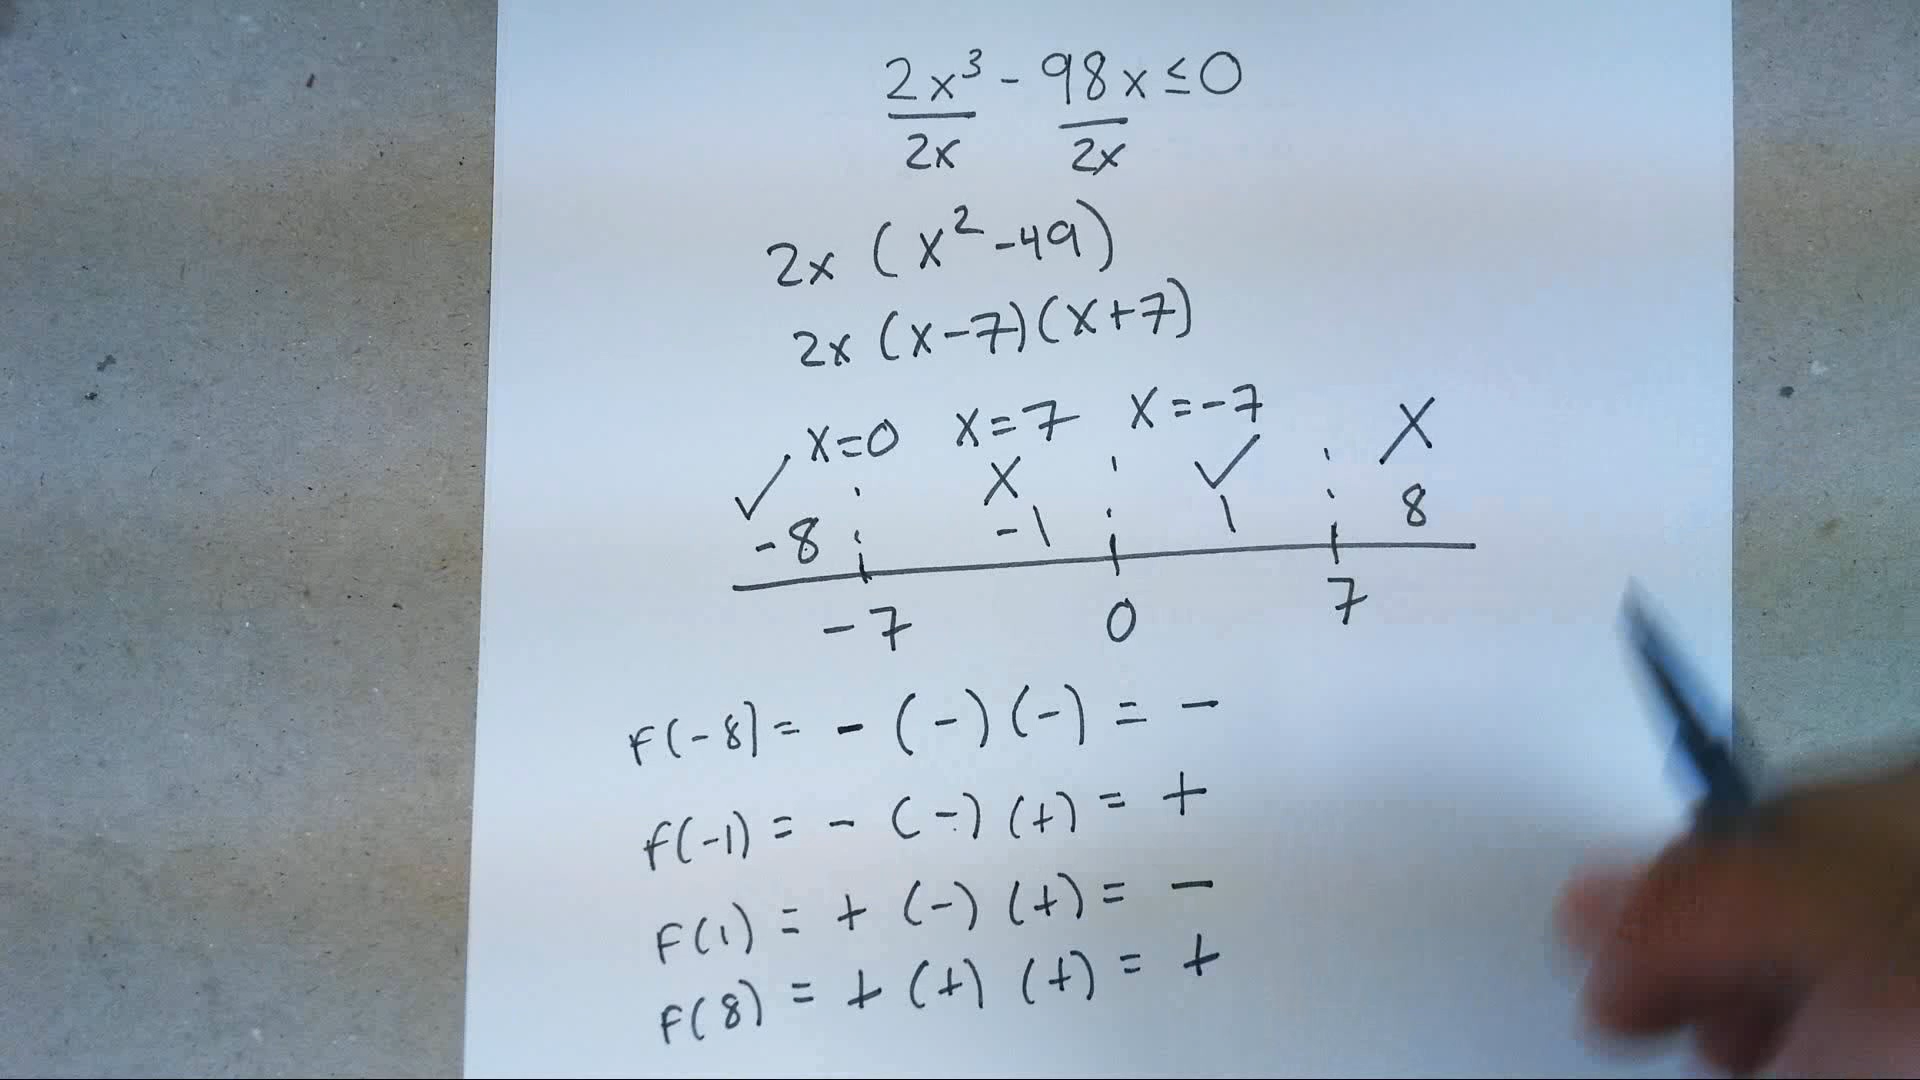 2x³ - 98x ≤ 0
2x 2x
2x (x² - 49)
2x (x-7)(x+7)
x=0 x=7 x=-7
✓ X ✓ X
-8 -1 1 8
-7 0 7
F(-8) = - (-) (-) = -
f(-1) = - (-) (+) = +
F(1) = + (-) (+) = -
F(8) = + (+) (+) = +